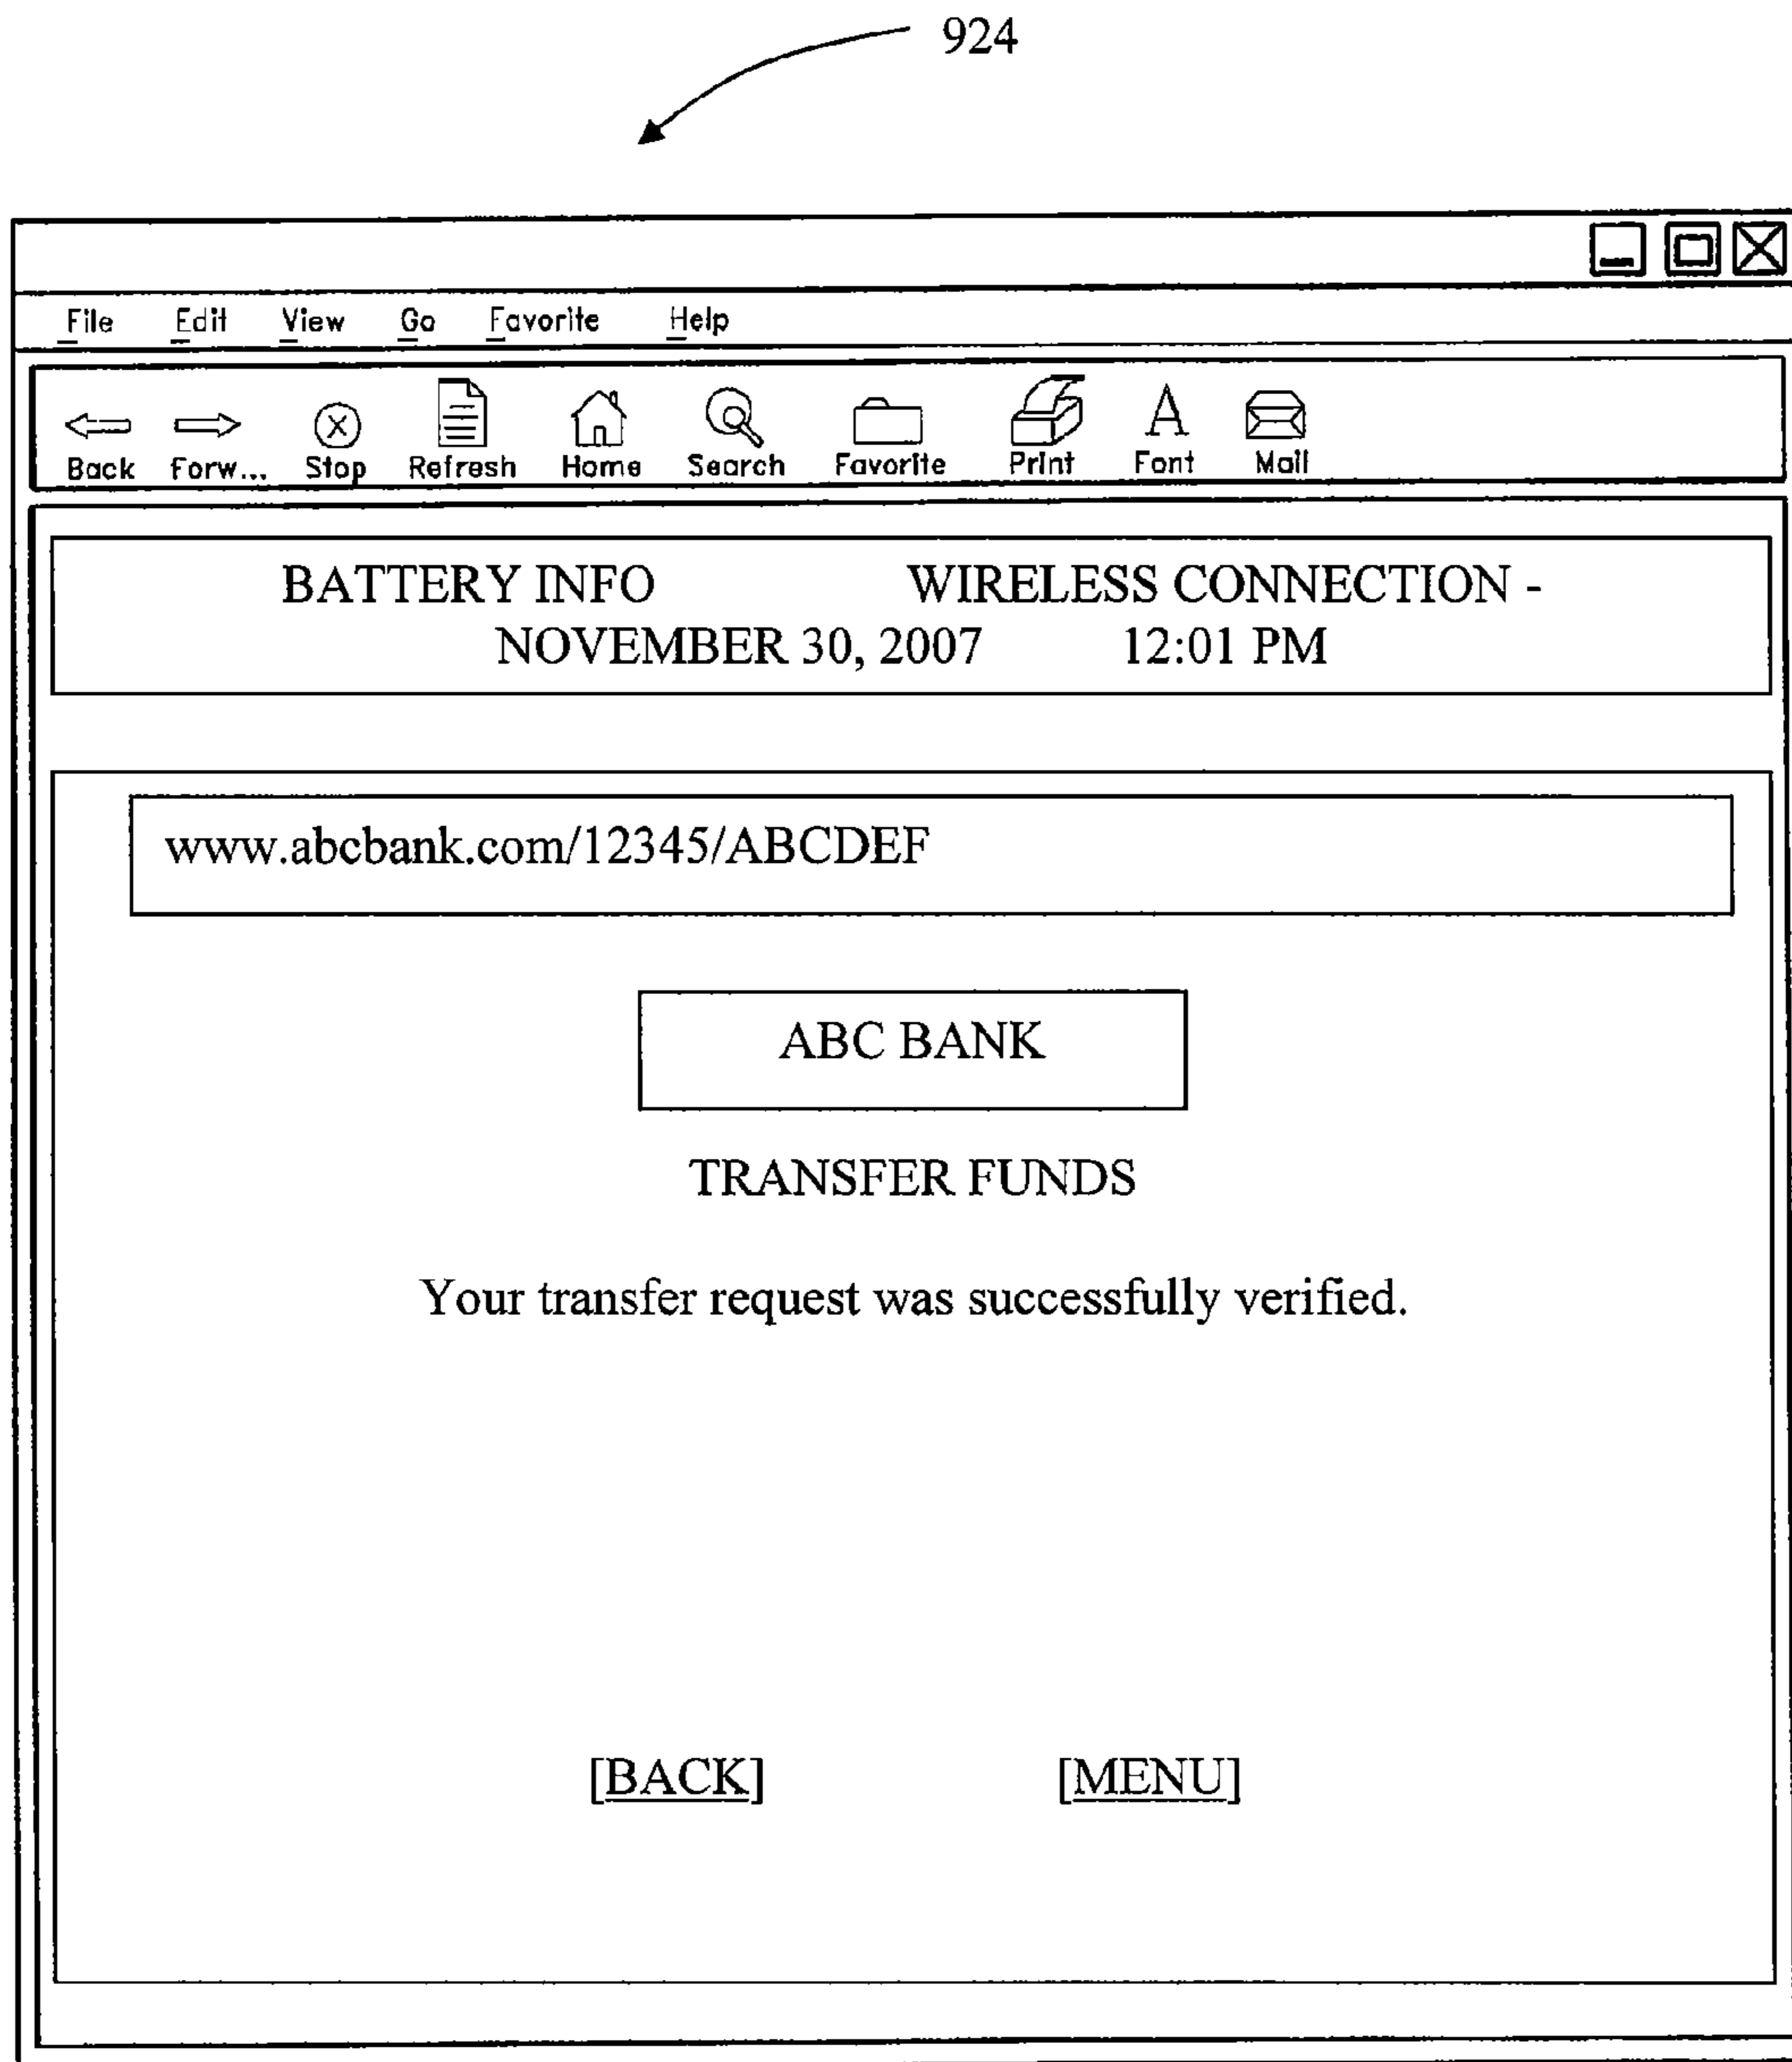 924
File Edit View Go Favorite Help
Back Forw... Stop Refresh Home Search Favorite Print Font Mail
BATTERY INFO WIRELESS CONNECTION -
NOVEMBER 30, 2007 12:01 PM
www.abcbank.com/12345/ABCDEF
ABC BANK
TRANSFER FUNDS
Your transfer request was successfully verified.
[BACK] [MENU]